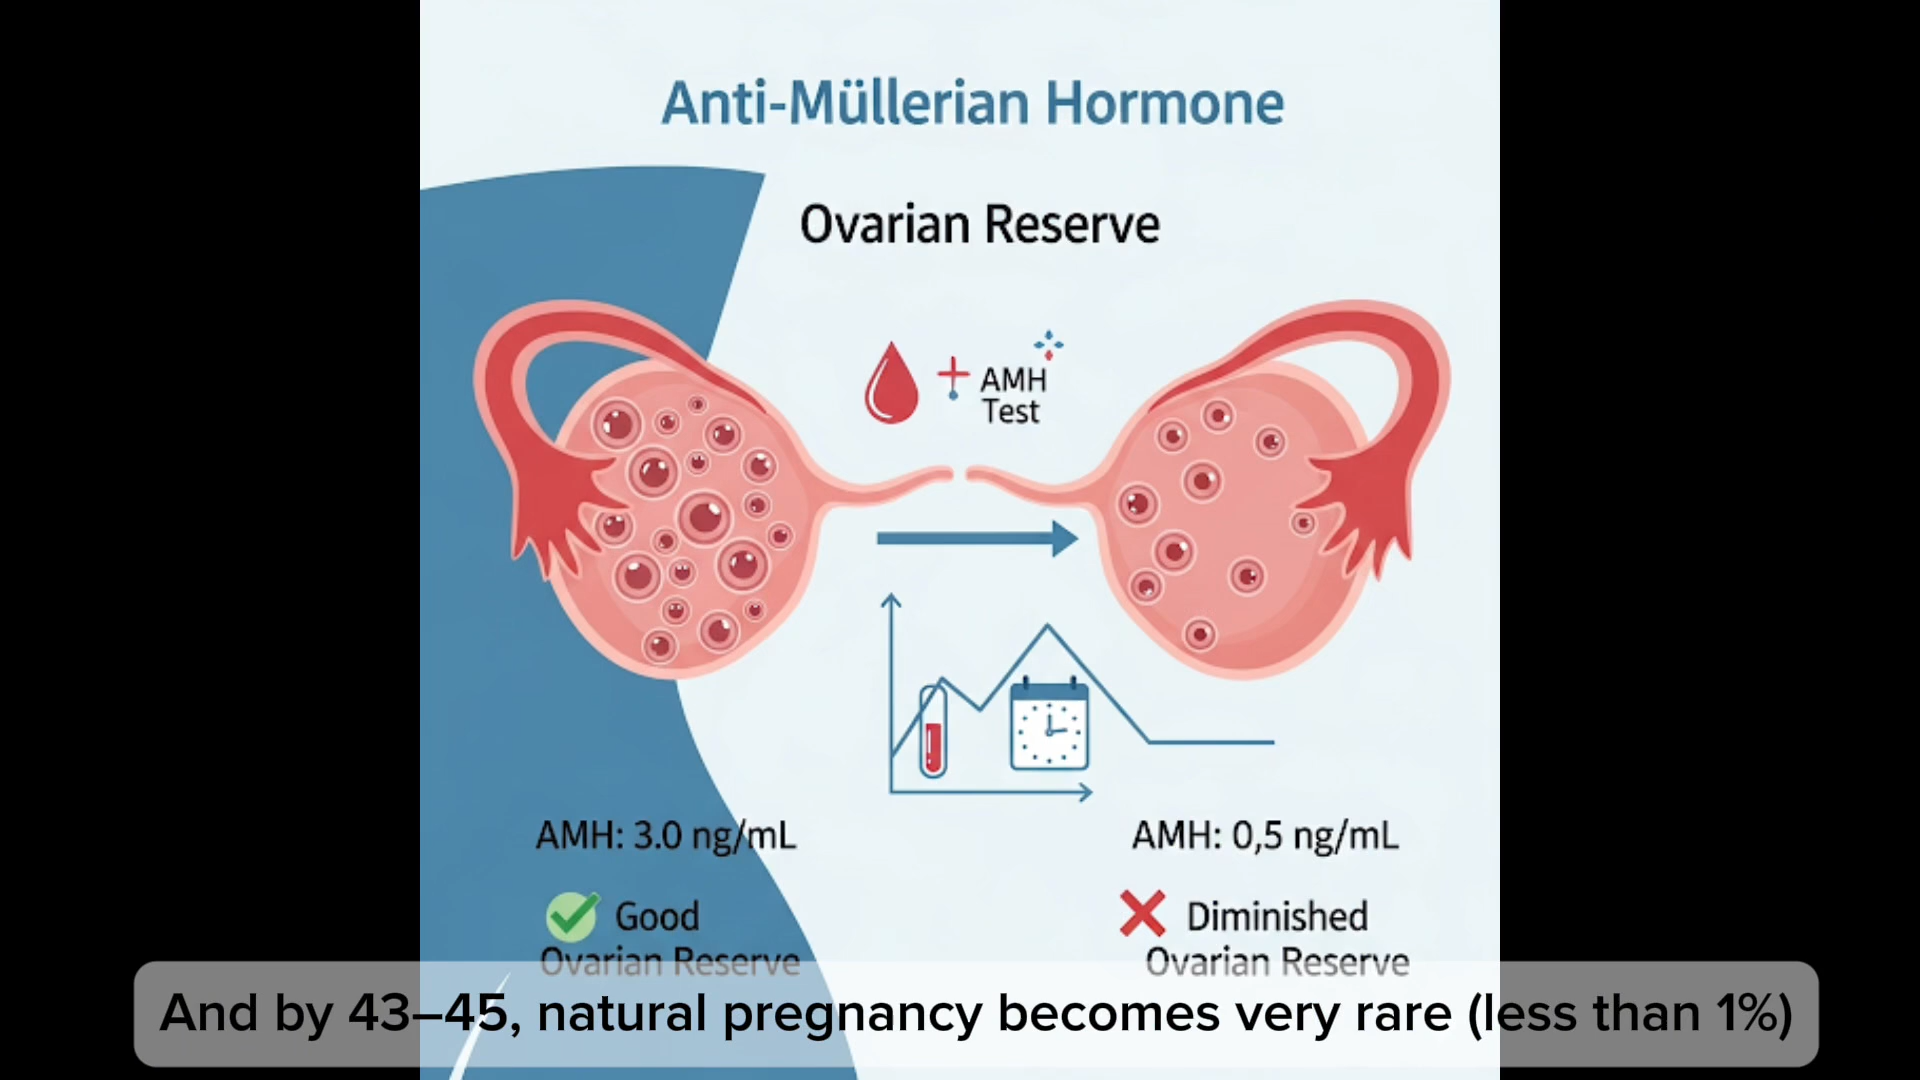 Anti-Müllerian Hormone
Ovarian Reserve
AMH
Test
AMH: 3.0 ng/mL
AMH: 0,5 ng/mL
Good
Ovarian Reserve
Diminished
Ovarian Reserve
And by 43–45, natural pregnancy becomes very rare (less than 1%)